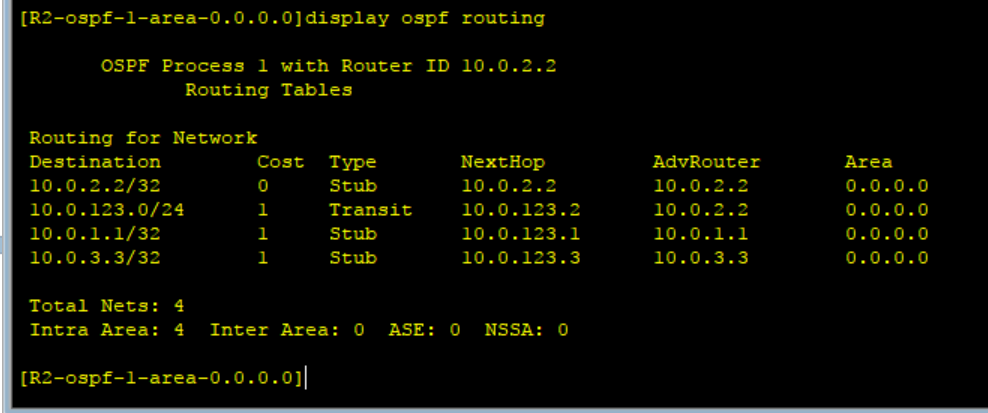 [R2-ospf-1-area-0.0.0.0]display ospf routing
OSPF Process 1 with Router ID 10.0.2.2
Routing Tables
Routing for Network
Destination Cost Type NextHop AdvRouter Area
10.0.2.2/32 0 Stub 10.0.2.2 10.0.2.2 0.0.0.0
10.0.123.0/24 1 Transit 10.0.123.2 10.0.2.2 0.0.0.0
10.0.1.1/32 1 Stub 10.0.123.1 10.0.1.1 0.0.0.0
10.0.3.3/32 1 Stub 10.0.123.3 10.0.3.3 0.0.0.0
Total Nets: 4
Intra Area: 4 Inter Area: 0 ASE: 0 NSSA: 0
[R2-ospf-1-area-0.0.0.0]